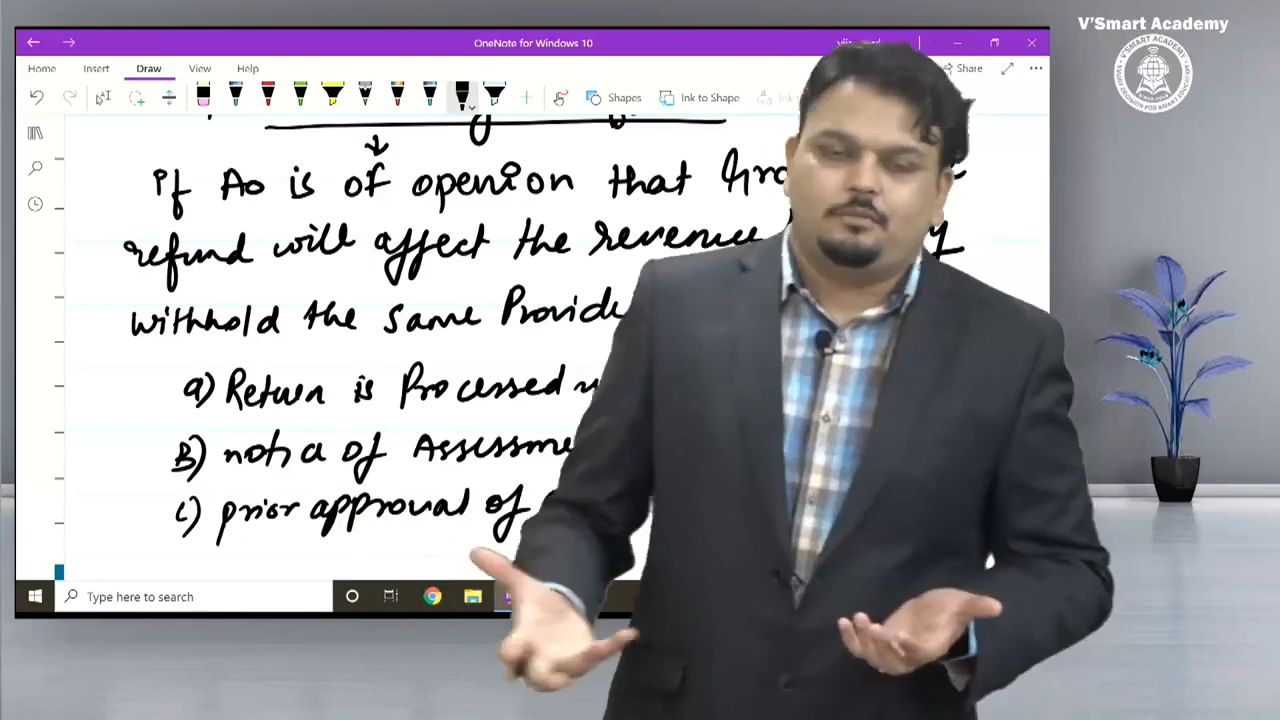 V'Smart Academy
OneNote for Windows 10
Home Insert Draw View Help Share
Shapes Ink to Shape
If Ao is of openion that
refund will affect the revenue
withhold the same Provide
a) Return is Processed
B) notice of Assessme
c) prior approval of
Type here to search